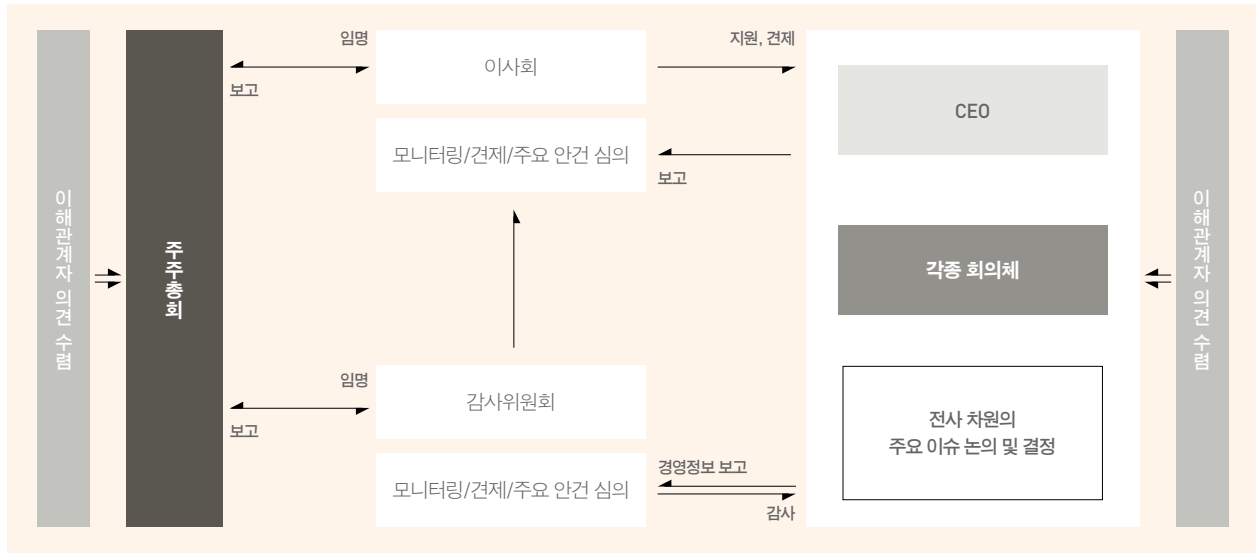 이해관계자 의견 수렴
주주총회
임명
보고
이사회
모니터링/견제/주요 안건 심의
지원, 견제
보고
임명
보고
감사위원회
모니터링/견제/주요 안건 심의
경영정보 보고
감사
CEO
각종 회의체
전사 차원의
주요 이슈 논의 및 결정
이해관계자 의견 수렴